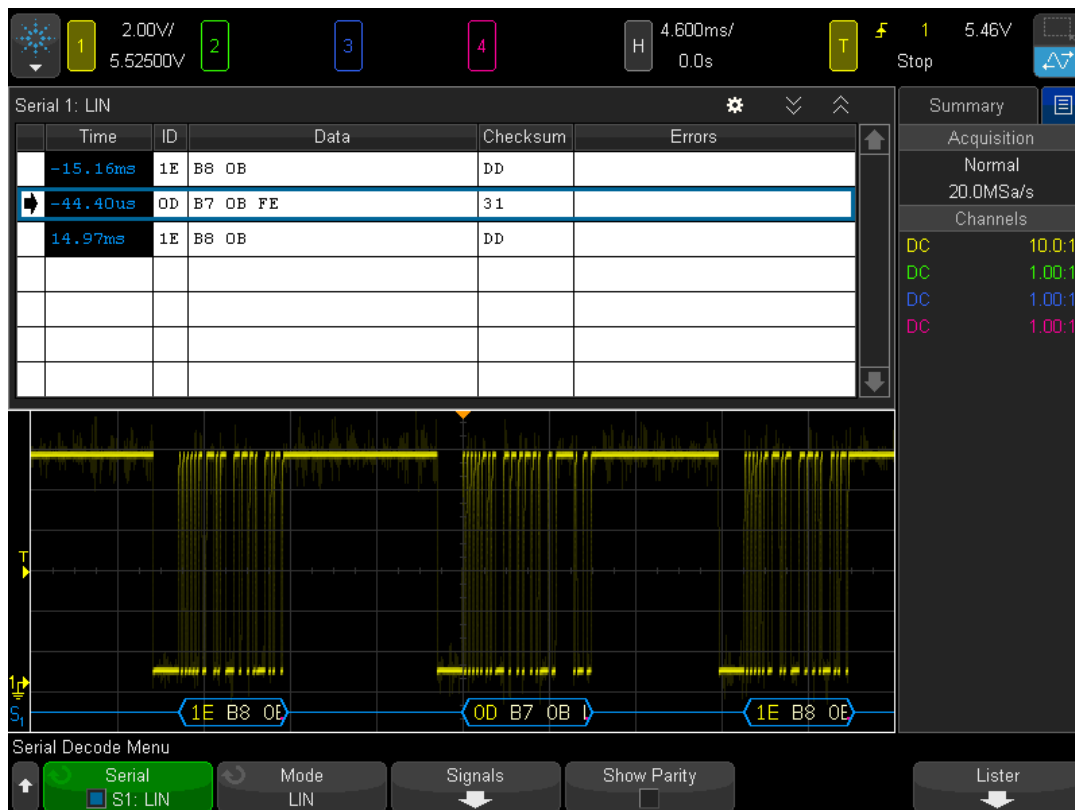 1 2.00V/ 2 3 4 H 4.600ms/ T 1 5.46V
5.52500V 0.0s Stop
Serial 1: LIN
Time ID Data Checksum Errors
-15.16ms 1E B8 0B DD
-44.40us 0D B7 0B FE 31
14.97ms 1E B8 0B DD
Summary
Acquisition
Normal
20.0MSa/s
Channels
DC 10.0:1
DC 1.00:1
DC 1.00:1
DC 1.00:1
T
1
S1
1E B8 0B
0D B7 0B
1E B8 0B
Serial Decode Menu
Serial Mode Signals Show Parity Lister
S1: LIN LIN